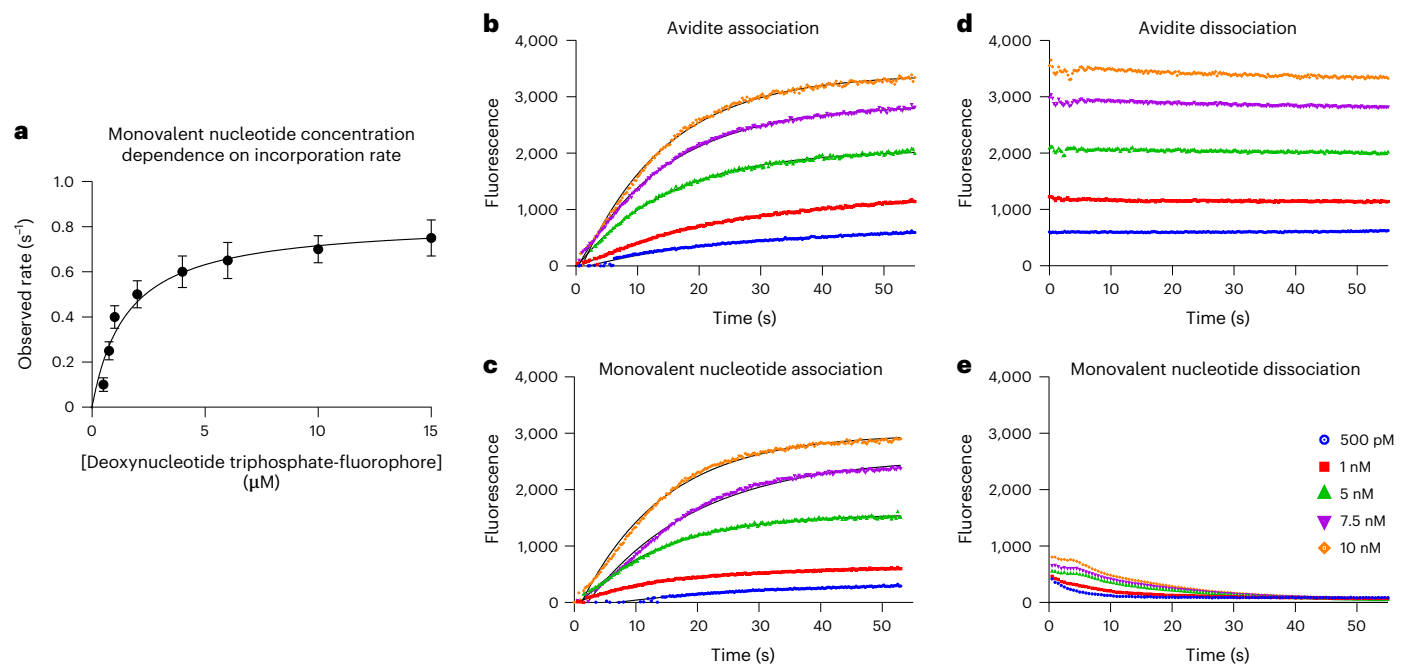 a
Monovalent nucleotide concentration
dependence on incorporation rate
1.0
0.8
0.6
0.4
0.2
0
Observed rate (s⁻¹)
0
5
10
15
[Deoxynucleotide triphosphate-fluorophore]
(μM)
b
Avidite association
4,000
3,000
2,000
1,000
0
Fluorescence
0
10
20
30
40
50
Time (s)
c
Monovalent nucleotide association
4,000
3,000
2,000
1,000
0
Fluorescence
0
10
20
30
40
50
Time (s)
d
Avidite dissociation
4,000
3,000
2,000
1,000
0
Fluorescence
0
10
20
30
40
50
Time (s)
e
Monovalent nucleotide dissociation
4,000
3,000
2,000
1,000
0
Fluorescence
0
10
20
30
40
50
Time (s)
500 pM
1 nM
5 nM
7.5 nM
10 nM